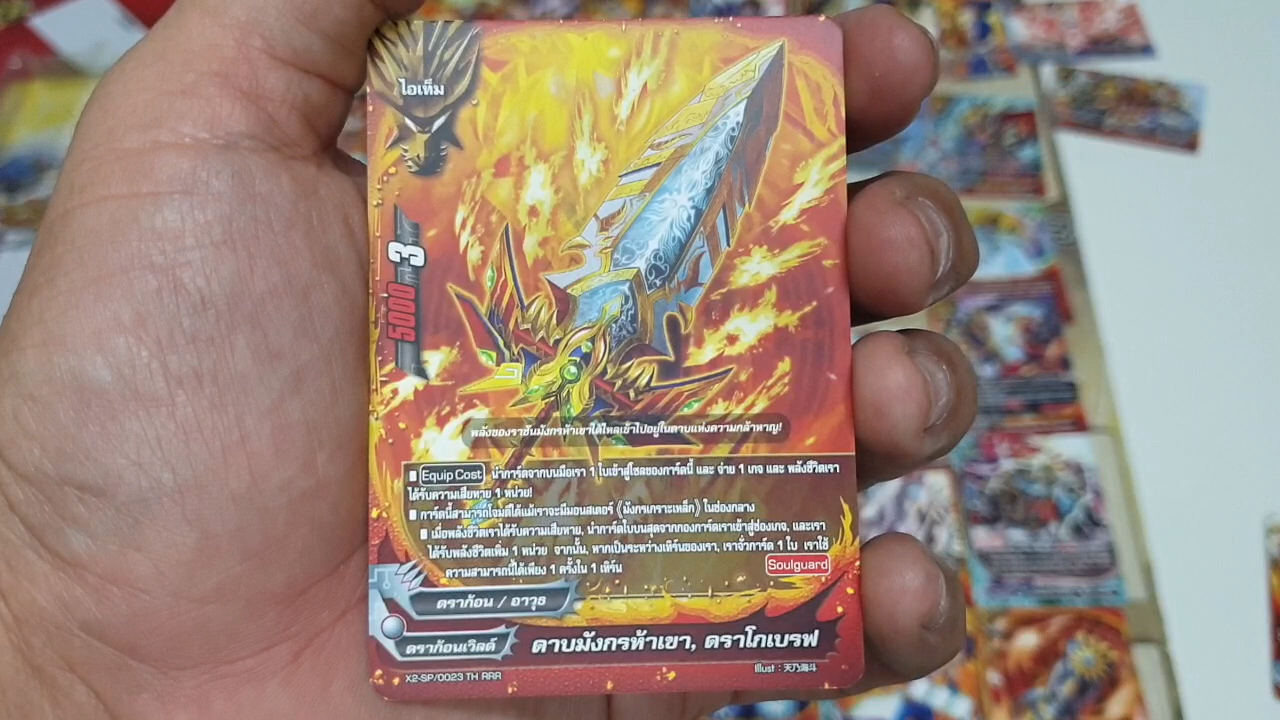 ไอเท็ม
5000
3
พลังของราชันมังกรห้าเขาได้ไหลเข้าไปอยู่ในดาบแห่งความกล้าหาญ!
■ Equip Cost นำการ์ดจากบนมือเรา 1 ใบเข้าสู่โซลของการ์ดนี้ และ จ่าย 1 เกจ และ พลังชีวิตเรา
ได้รับความเสียหาย 1 หน่วย!
■ การ์ดนี้สามารถโจมตีได้แม้เราจะมีมอนสเตอร์《มังกรเกราะเหล็ก》ในช่องกลาง
■ เมื่อพลังชีวิตเราได้รับความเสียหาย, นำการ์ดใบบนสุดจากกองการ์ดเราเข้าสู่ช่องเกจ, และเรา
ได้รับพลังชีวิตเพิ่ม 1 หน่วย จากนั้น, หากเป็นระหว่างเทิร์นของเรา, เราจั่วการ์ด 1 ใบ เราใช้
ความสามารถนี้ได้เพียง 1 ครั้งใน 1 เทิร์น
Soulguard
ดราก้อน / อาวุธ
ดราก้อนเวิลด์
ดาบมังกรห้าเขา, ดราโกเบรฟ
X2-SP/0023 TH RRR
Illust : 天乃海斗